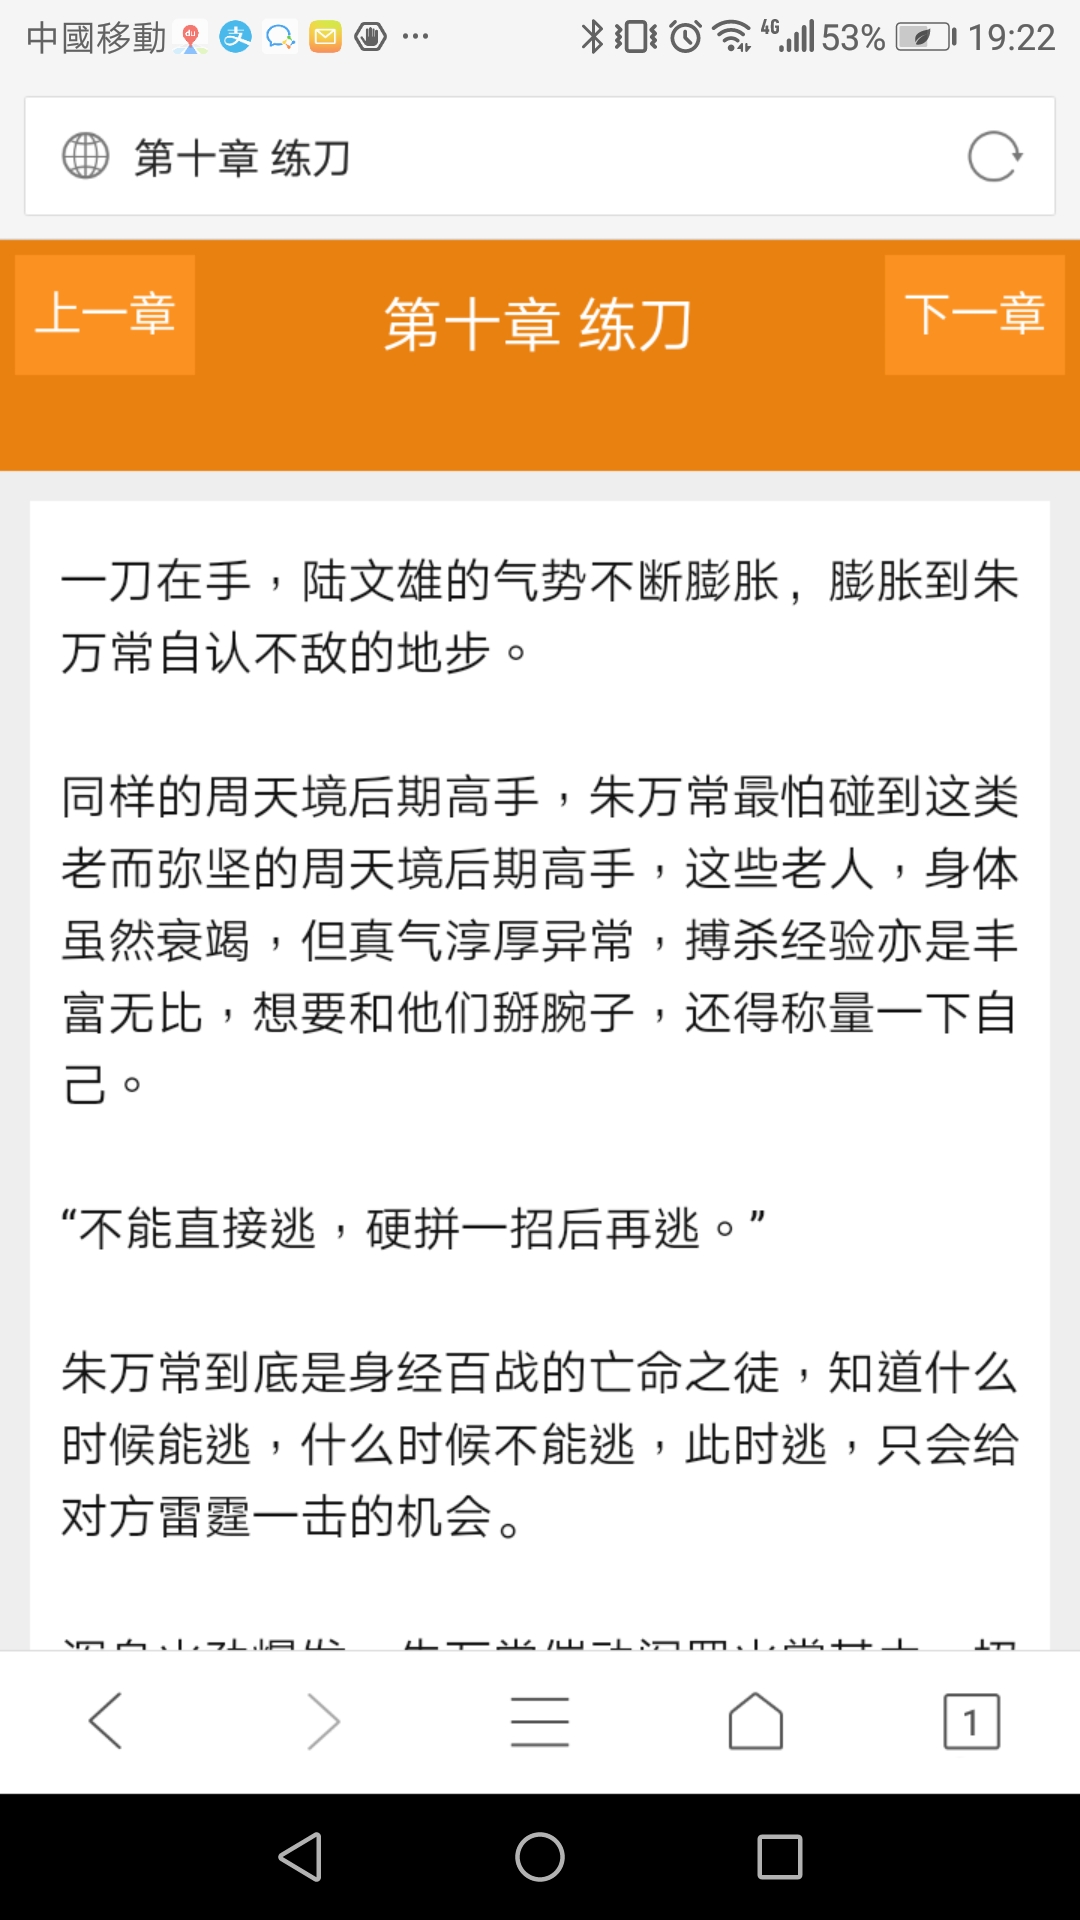 中國移動
4G
53%
19:22
第十章 练刀
上一章
第十章 练刀
下一章
一刀在手，陆文雄的气势不断膨胀，膨胀到朱
万常自认不敌的地步。
同样的周天境后期高手，朱万常最怕碰到这类
老而弥坚的周天境后期高手，这些老人，身体
虽然衰竭，但真气淳厚异常，搏杀经验亦是丰
富无比，想要和他们掰腕子，还得称量一下自
己。
“不能直接逃，硬拼一招后再逃。”
朱万常到底是身经百战的亡命之徒，知道什么
时候能逃，什么时候不能逃，此时逃，只会给
对方雷霆一击的机会。
1